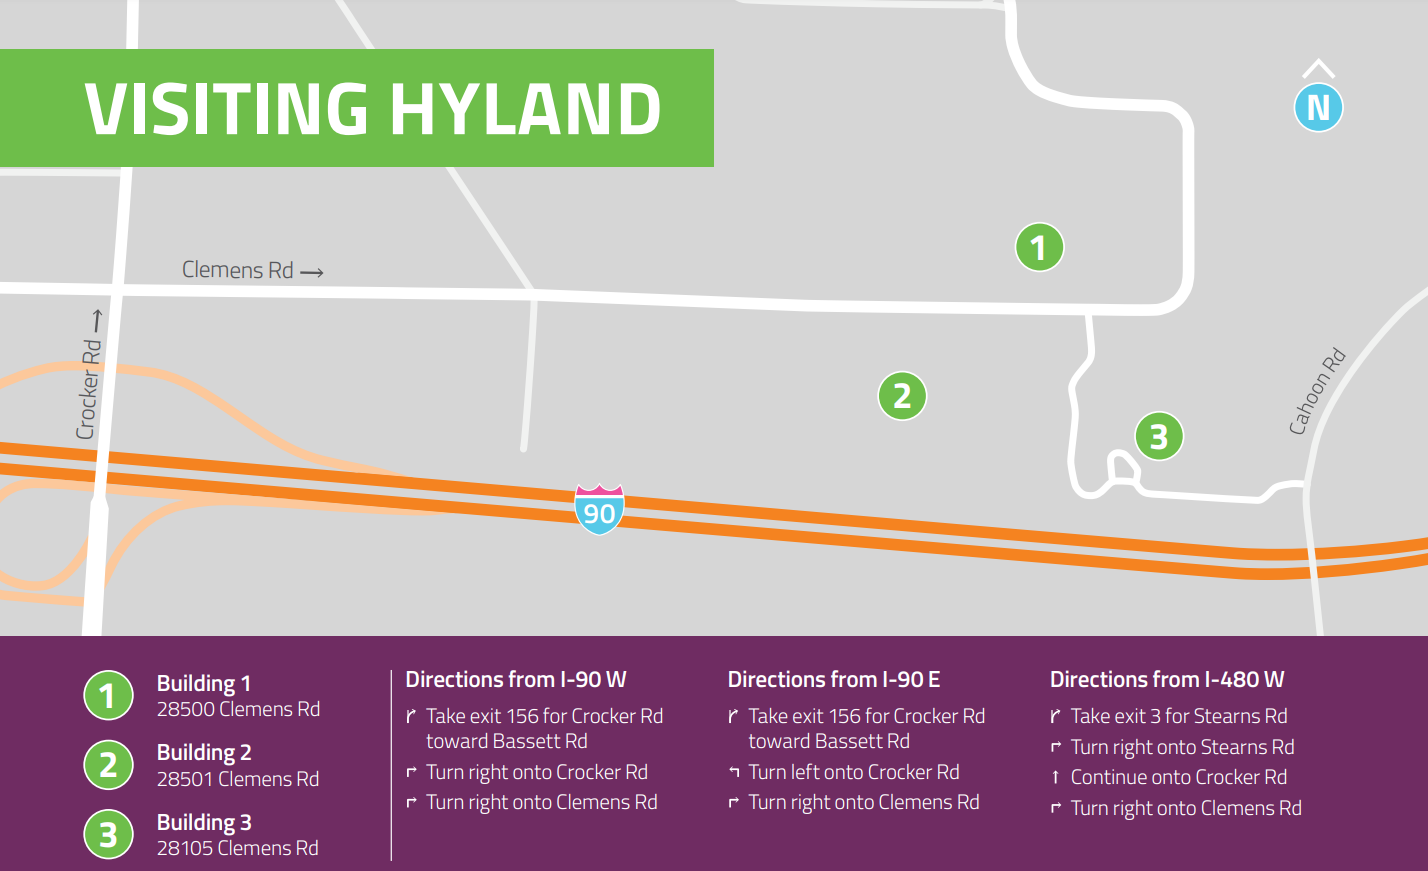 VISITING HYLAND
N
1
Clemens Rd
Crocker Rd
Cahoon Rd
2
3
90
1
Building 1
28500 Clemens Rd
2
Building 2
28501 Clemens Rd
3
Building 3
28105 Clemens Rd
Directions from I-90 W
Take exit 156 for Crocker Rd
toward Bassett Rd
Turn right onto Crocker Rd
Turn right onto Clemens Rd
Directions from I-90 E
Take exit 156 for Crocker Rd
toward Bassett Rd
Turn left onto Crocker Rd
Turn right onto Clemens Rd
Directions from I-480 W
Take exit 3 for Stearns Rd
Turn right onto Stearns Rd
Continue onto Crocker Rd
Turn right onto Clemens Rd